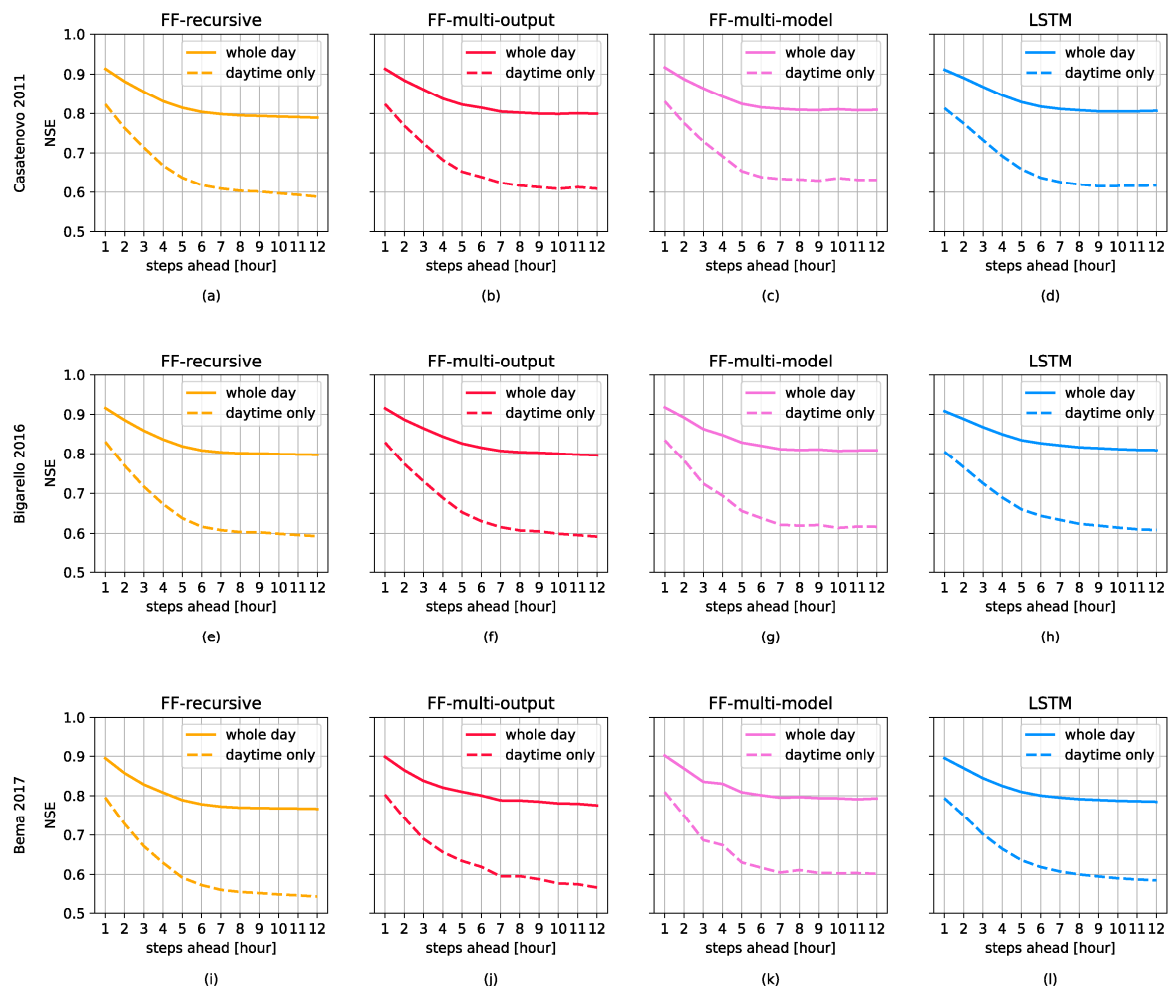 FF-recursive FF-multi-output FF-multi-model LSTM
Casatenovo 2011
NSE
1.0
0.9
0.8
0.7
0.6
0.5
whole day
daytime only
whole day
daytime only
whole day
daytime only
whole day
daytime only
1 2 3 4 5 6 7 8 9 10 11 12
1 2 3 4 5 6 7 8 9 10 11 12
1 2 3 4 5 6 7 8 9 10 11 12
1 2 3 4 5 6 7 8 9 10 11 12
steps ahead [hour] steps ahead [hour] steps ahead [hour] steps ahead [hour]
(a) (b) (c) (d)
FF-recursive FF-multi-output FF-multi-model LSTM
Bigarello 2016
NSE
1.0
0.9
0.8
0.7
0.6
0.5
whole day
daytime only
whole day
daytime only
whole day
daytime only
whole day
daytime only
1 2 3 4 5 6 7 8 9 10 11 12
1 2 3 4 5 6 7 8 9 10 11 12
1 2 3 4 5 6 7 8 9 10 11 12
1 2 3 4 5 6 7 8 9 10 11 12
steps ahead [hour] steps ahead [hour] steps ahead [hour] steps ahead [hour]
(e) (f) (g) (h)
FF-recursive FF-multi-output FF-multi-model LSTM
Bema 2017
NSE
1.0
0.9
0.8
0.7
0.6
0.5
whole day
daytime only
whole day
daytime only
whole day
daytime only
whole day
daytime only
1 2 3 4 5 6 7 8 9 10 11 12
1 2 3 4 5 6 7 8 9 10 11 12
1 2 3 4 5 6 7 8 9 10 11 12
1 2 3 4 5 6 7 8 9 10 11 12
steps ahead [hour] steps ahead [hour] steps ahead [hour] steps ahead [hour]
(i) (j) (k) (l)